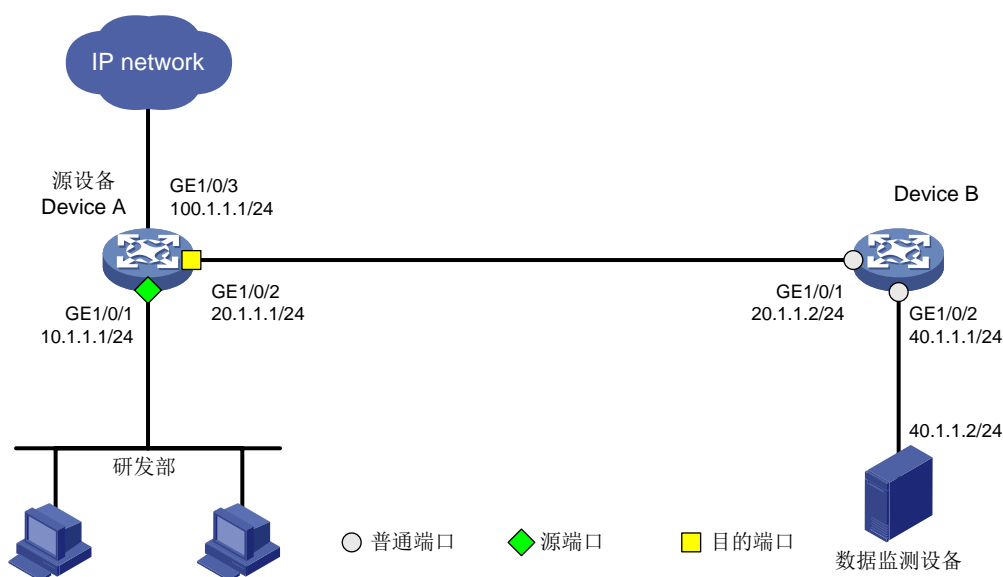 IP network
源设备
Device A
GE1/0/3
100.1.1.1/24
Device B
GE1/0/1
10.1.1.1/24
GE1/0/2
20.1.1.1/24
GE1/0/1
20.1.1.2/24
GE1/0/2
40.1.1.1/24
40.1.1.2/24
研发部
普通端口
源端口
目的端口
数据监测设备